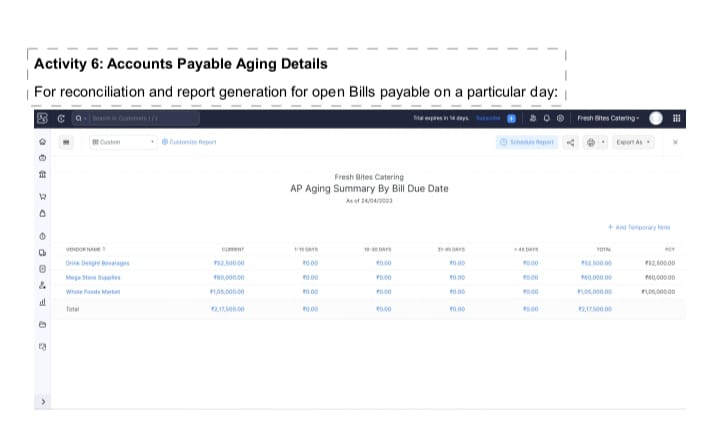 Activity 6: Accounts Payable Aging Details
For reconciliation and report generation for open Bills payable on a particular day:
Search in Customers ( / )
Trial expires in 14 days. Subscribe
Fresh Bites Catering
Custom
Customize Report
Schedule Report
Export As
Fresh Bites Catering
AP Aging Summary By Bill Due Date
As of 24/04/2023
+ Add Temporary Note
VENDOR NAME CURRENT 1-15 DAYS 16-30 DAYS 31-45 DAYS > 45 DAYS TOTAL FCY
Drink Delight Beverages ₹52,500.00 ₹0.00 ₹0.00 ₹0.00 ₹0.00 ₹52,500.00 ₹52,500.00
Mega Store Supplies ₹60,000.00 ₹0.00 ₹0.00 ₹0.00 ₹0.00 ₹60,000.00 ₹60,000.00
Whole Foods Market ₹1,05,000.00 ₹0.00 ₹0.00 ₹0.00 ₹0.00 ₹1,05,000.00 ₹1,05,000.00
Total ₹2,17,500.00 ₹0.00 ₹0.00 ₹0.00 ₹0.00 ₹2,17,500.00